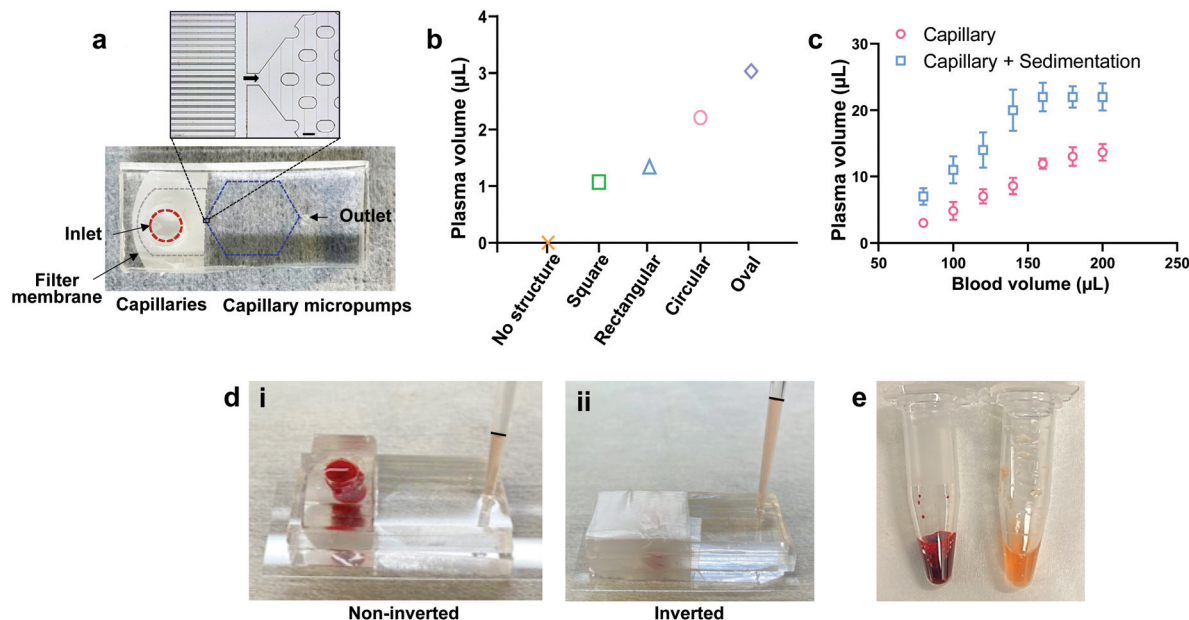 a
Inlet
Outlet
Filter
membrane
Capillaries
Capillary micropumps
b
Plasma volume (µL)
4
3
2
1
0
No structure
Square
Rectangular
Circular
Oval
c
Capillary
Capillary + Sedimentation
Plasma volume (µL)
30
20
10
0
50
100
150
200
250
Blood volume (µL)
d
i
Non-inverted
ii
Inverted
e